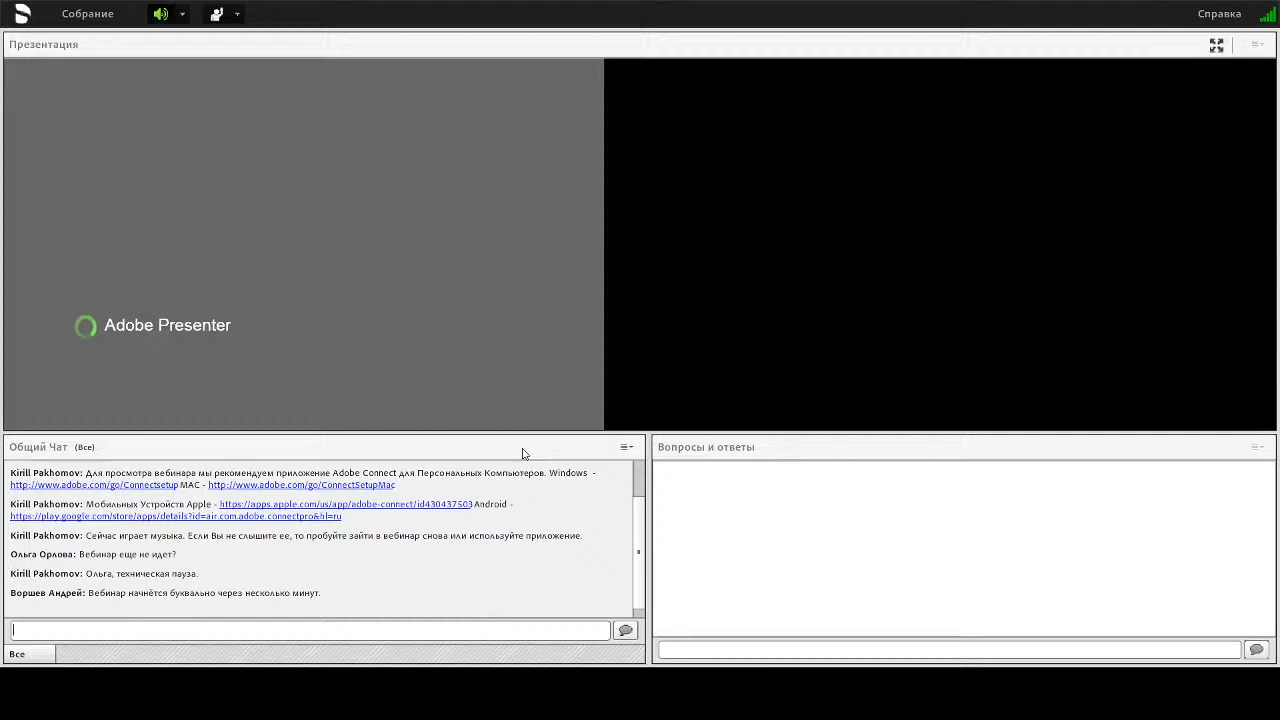 Собрание
Справка
Презентация
Adobe Presenter
Общий Чат (Все)
Kirill Pakhomov: Для просмотра вебинара мы рекомендуем приложение Adobe Connect для Персональных Компьютеров. Windows -
http://www.adobe.com/go/Connectsetup MAC - http://www.adobe.com/go/ConnectSetupMac
Kirill Pakhomov: Мобильных Устройств Apple - https://apps.apple.com/us/app/adobe-connect/id430437503 Android -
https://play.google.com/store/apps/details?id=air.com.adobe.connectpro&hl=ru
Kirill Pakhomov: Сейчас играет музыка. Если Вы не слышите ее, то пробуйте зайти в вебинар снова или используйте приложение.
Ольга Орлова: Вебинар еще не идет?
Kirill Pakhomov: Ольга, техническая пауза.
Воршев Андрей: Вебинар начнётся буквально через несколько минут.
Все
Вопросы и ответы